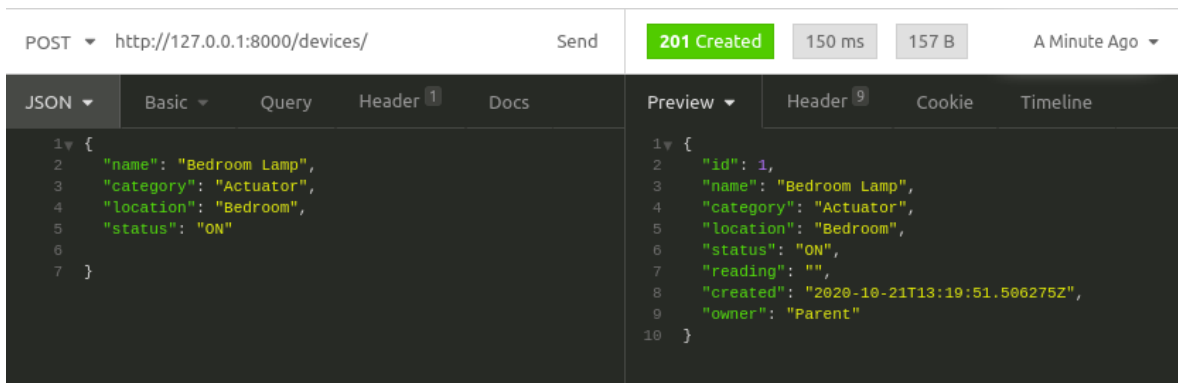 POST http://127.0.0.1:8000/devices/ Send
JSON Basic Query Header 1 Docs
1 {
2 "name": "Bedroom Lamp",
3 "category": "Actuator",
4 "location": "Bedroom",
5 "status": "ON"
6
7 }
201 Created 150 ms 157 B A Minute Ago
Preview Header 9 Cookie Timeline
1 {
2 "id": 1,
3 "name": "Bedroom Lamp",
4 "category": "Actuator",
5 "location": "Bedroom",
6 "status": "ON",
7 "reading": "",
8 "created": "2020-10-21T13:19:51.506275Z",
9 "owner": "Parent"
10 }